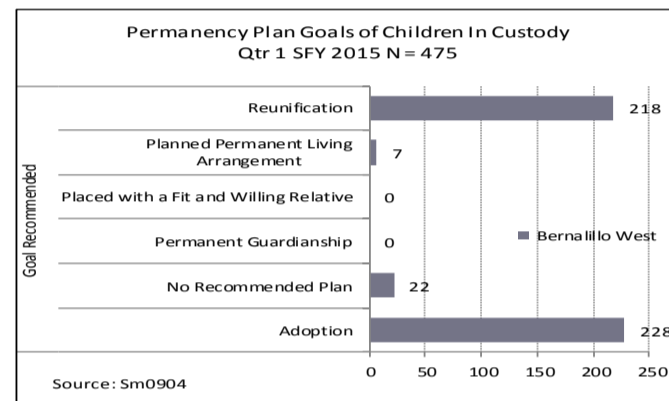 Permanency Plan Goals of Children In Custody
Qtr 1 SFY 2015 N = 475
Goal Recommended
Reunification
218
Planned Permanent Living
Arrangement
7
Placed with a Fit and Willing Relative
0
Permanent Guardianship
0
Bernalillo West
No Recommended Plan
22
Adoption
228
0 50 100 150 200 250
Source: Sm0904